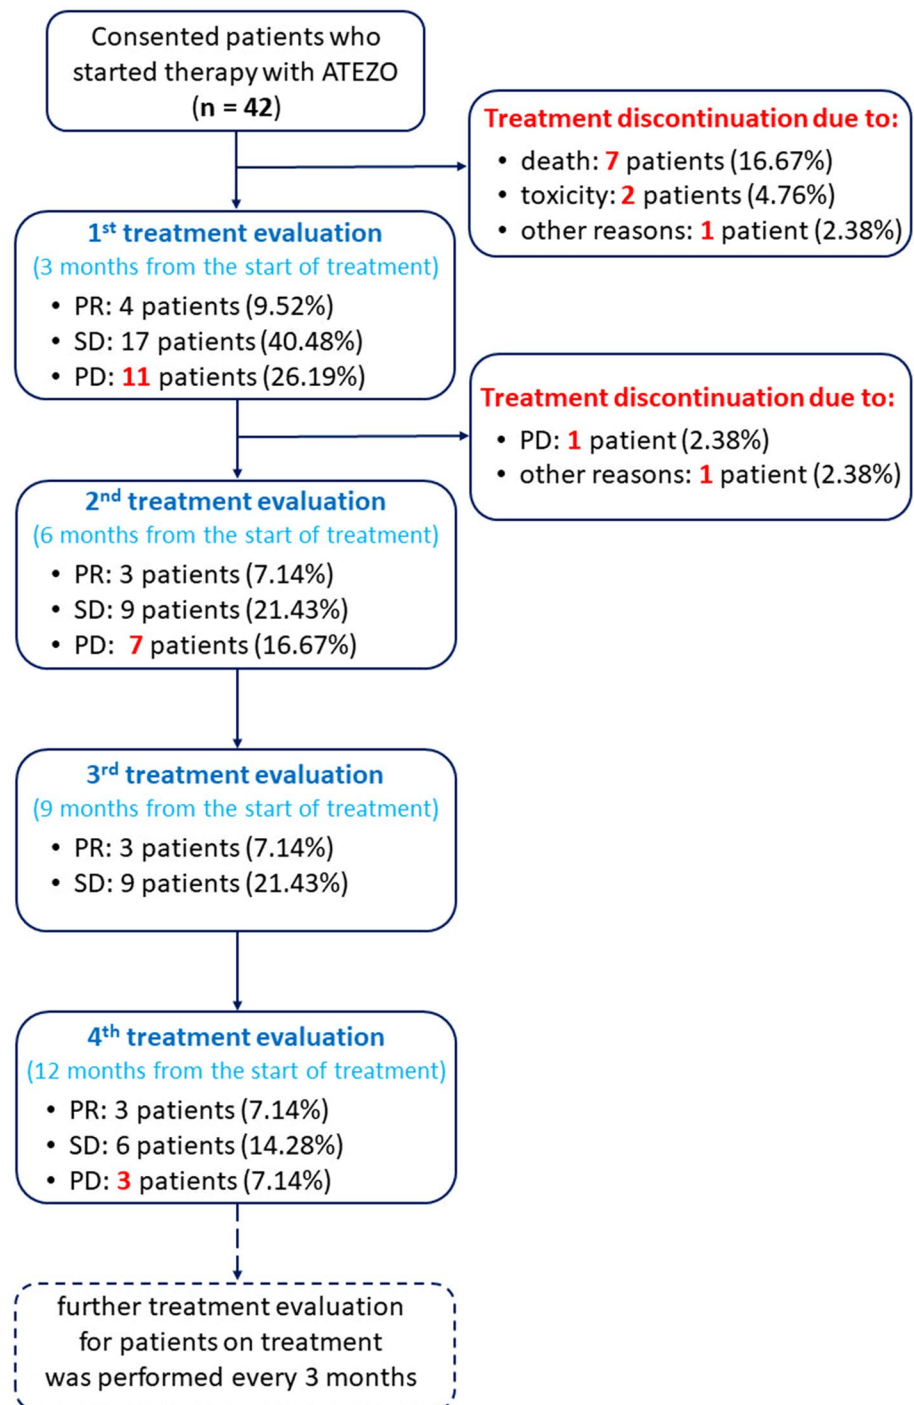 Consented patients who
started therapy with ATEZO
(n = 42)
Treatment discontinuation due to:
• death: 7 patients (16.67%)
• toxicity: 2 patients (4.76%)
• other reasons: 1 patient (2.38%)
1st treatment evaluation
(3 months from the start of treatment)
• PR: 4 patients (9.52%)
• SD: 17 patients (40.48%)
• PD: 11 patients (26.19%)
Treatment discontinuation due to:
• PD: 1 patient (2.38%)
• other reasons: 1 patient (2.38%)
2nd treatment evaluation
(6 months from the start of treatment)
• PR: 3 patients (7.14%)
• SD: 9 patients (21.43%)
• PD: 7 patients (16.67%)
3rd treatment evaluation
(9 months from the start of treatment)
• PR: 3 patients (7.14%)
• SD: 9 patients (21.43%)
4th treatment evaluation
(12 months from the start of treatment)
• PR: 3 patients (7.14%)
• SD: 6 patients (14.28%)
• PD: 3 patients (7.14%)
further treatment evaluation
for patients on treatment
was performed every 3 months